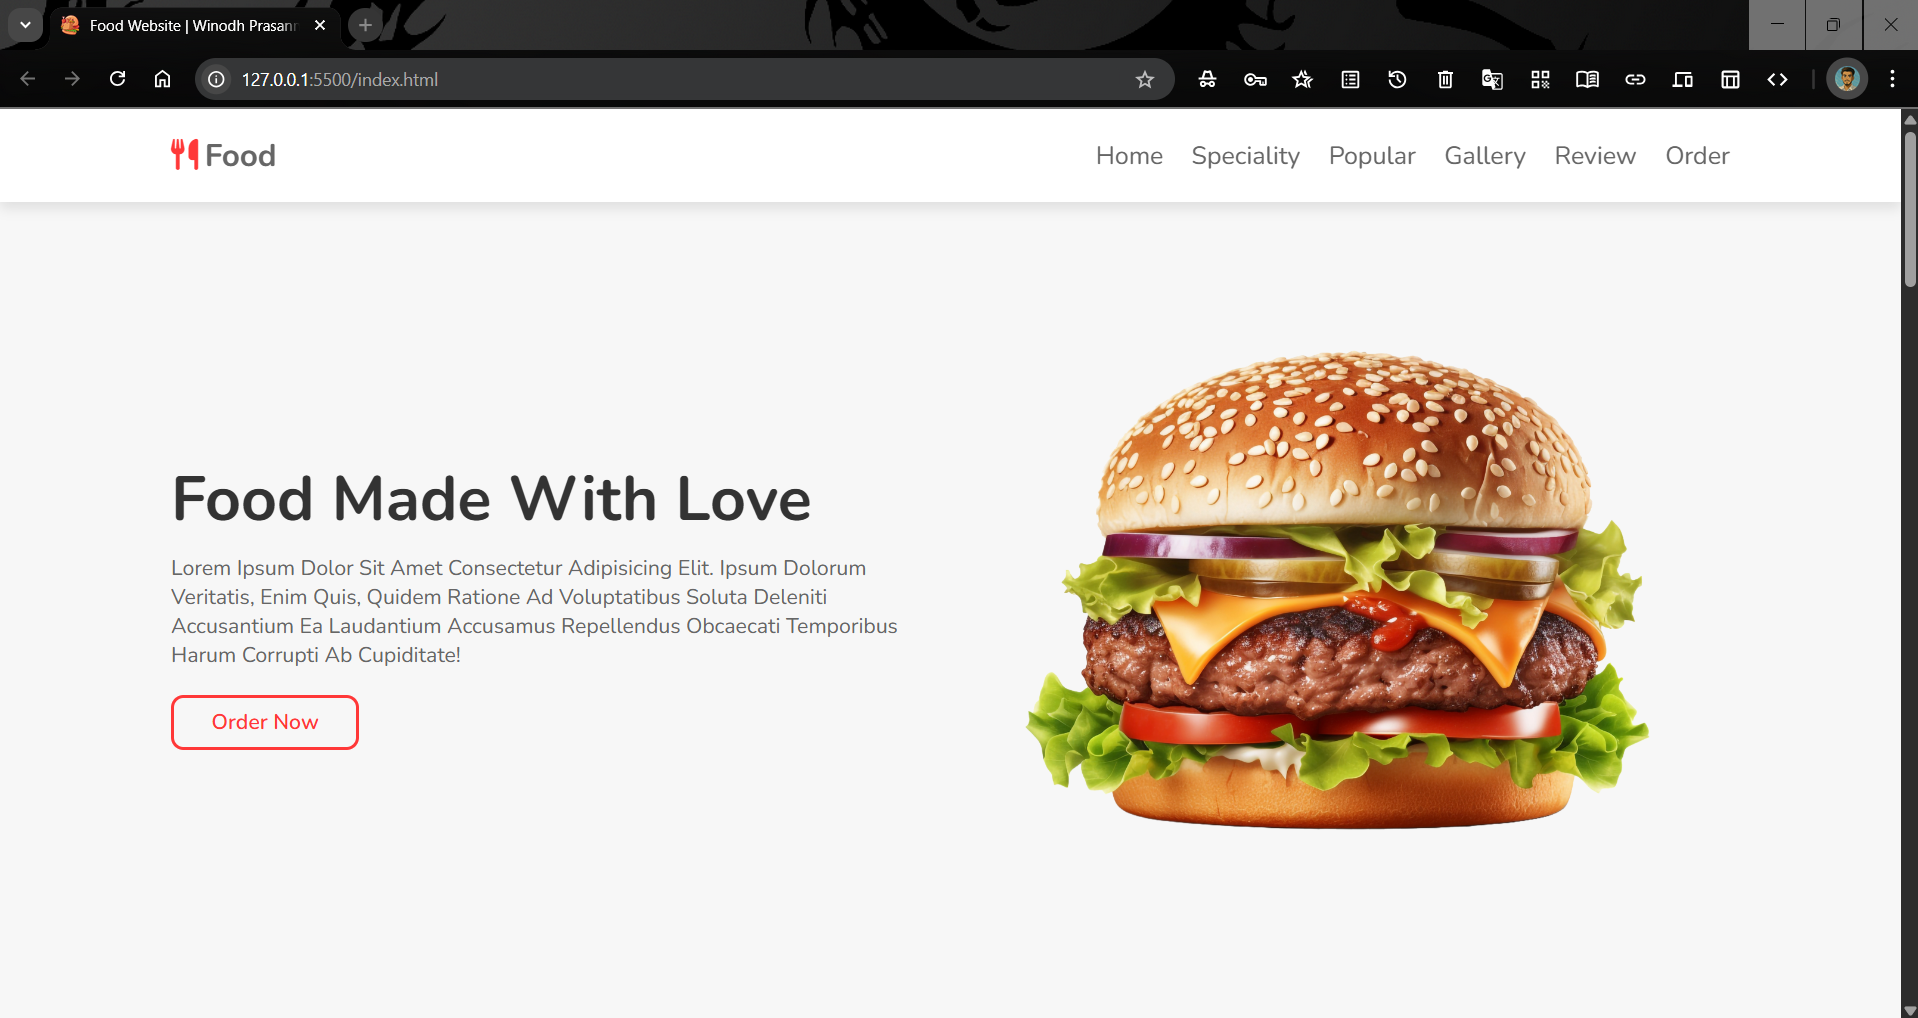 Food Website | Winodh Prasan
127.0.0.1:5500/index.html
Food
Home Speciality Popular Gallery Review Order
Food Made With Love
Lorem Ipsum Dolor Sit Amet Consectetur Adipisicing Elit. Ipsum Dolorum
Veritatis, Enim Quis, Quidem Ratione Ad Voluptatibus Soluta Deleniti
Accusantium Ea Laudantium Accusamus Repellendus Obcaecati Temporibus
Harum Corrupti Ab Cupiditate!
Order Now